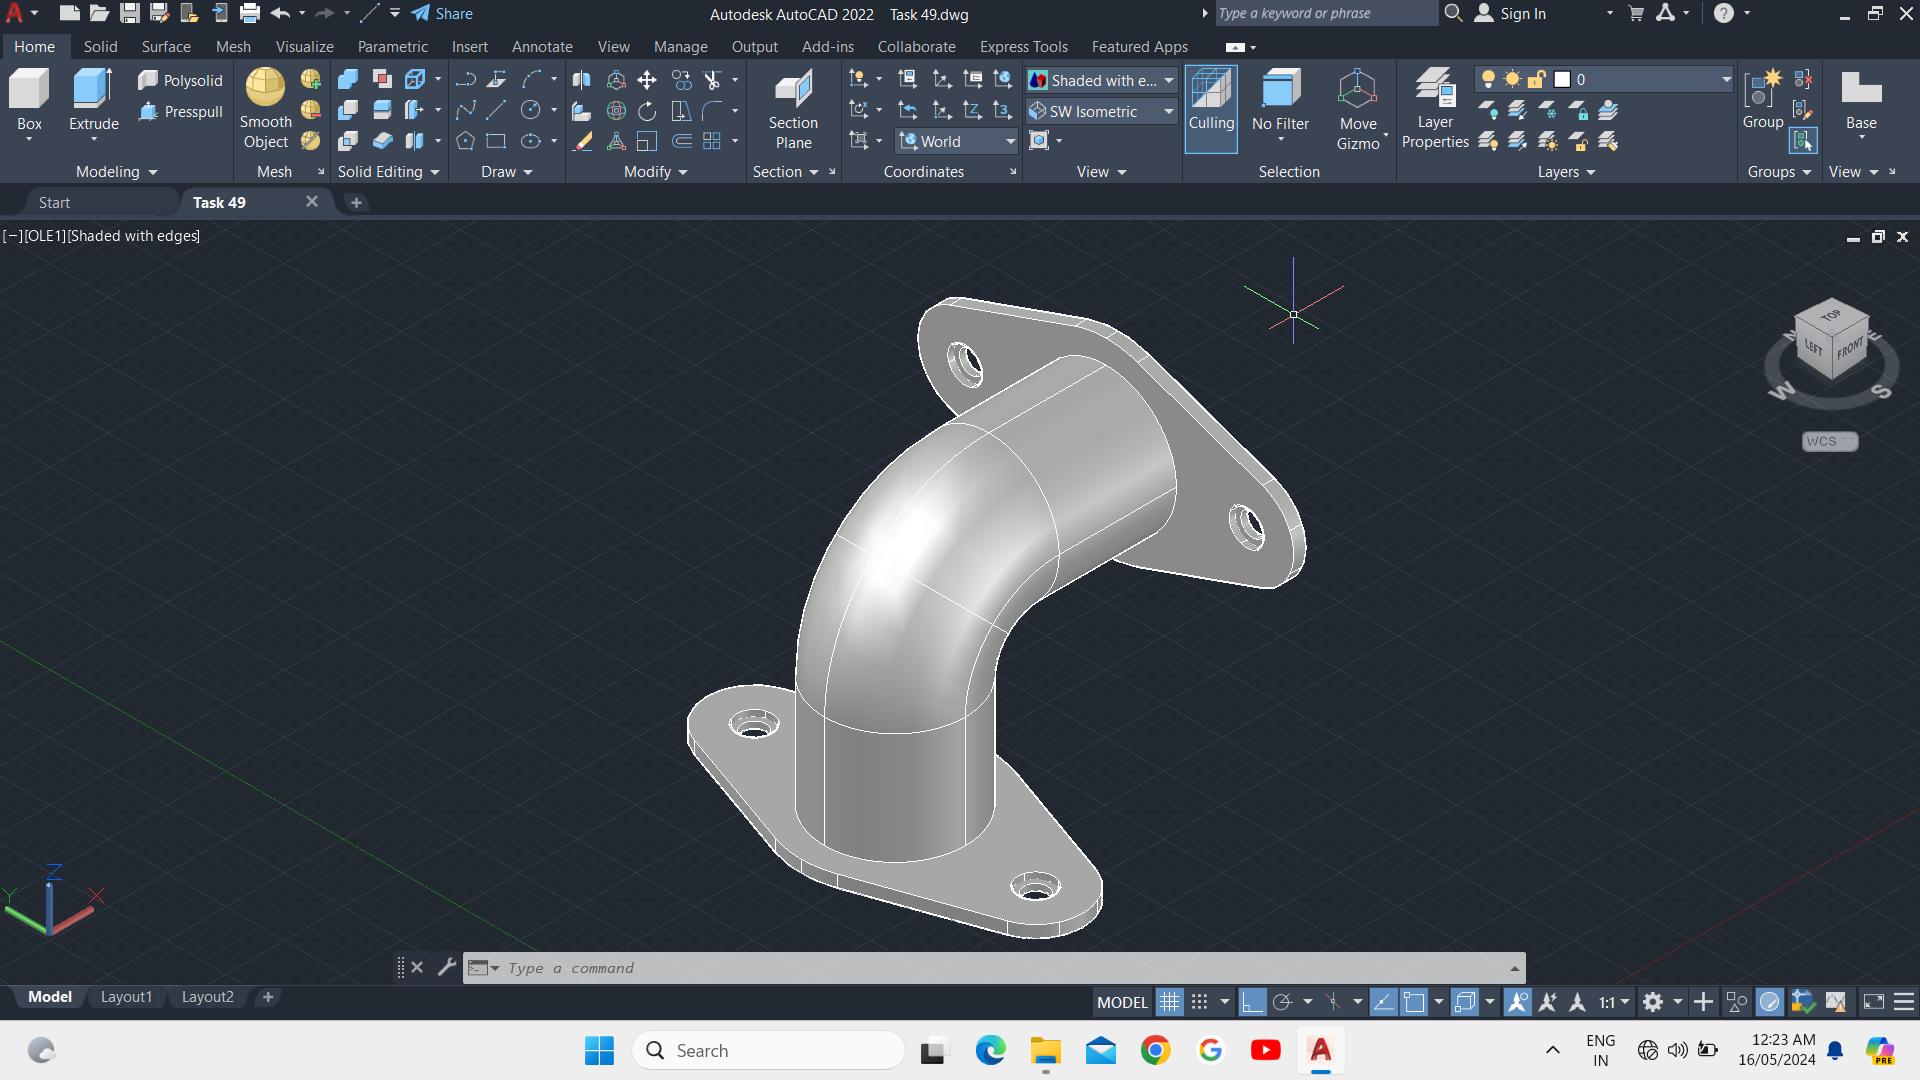 Share
Autodesk AutoCAD 2022 Task 49.dwg
Type a keyword or phrase
Sign In
Home Solid Surface Mesh Visualize Parametric Insert Annotate View Manage Output Add-ins Collaborate Express Tools Featured Apps
Box
Extrude
Polysolid
Presspull
Modeling
Smooth
Object
Mesh
Solid Editing
Draw
Modify
Section
Plane
Section
World
Coordinates
Shaded with e...
SW Isometric
View
Culling
No Filter
Move
Gizmo
Selection
Layer
Properties
0
Layers
Group
Groups
Base
View
Start
Task 49
[−][OLE1][Shaded with edges]
TOP
LEFT
FRONT
W
S
WCS
Z
Y
X
Type a command
Model Layout1 Layout2
MODEL
1:1
Search
ENG
IN
12:23 AM
16/05/2024
PRE